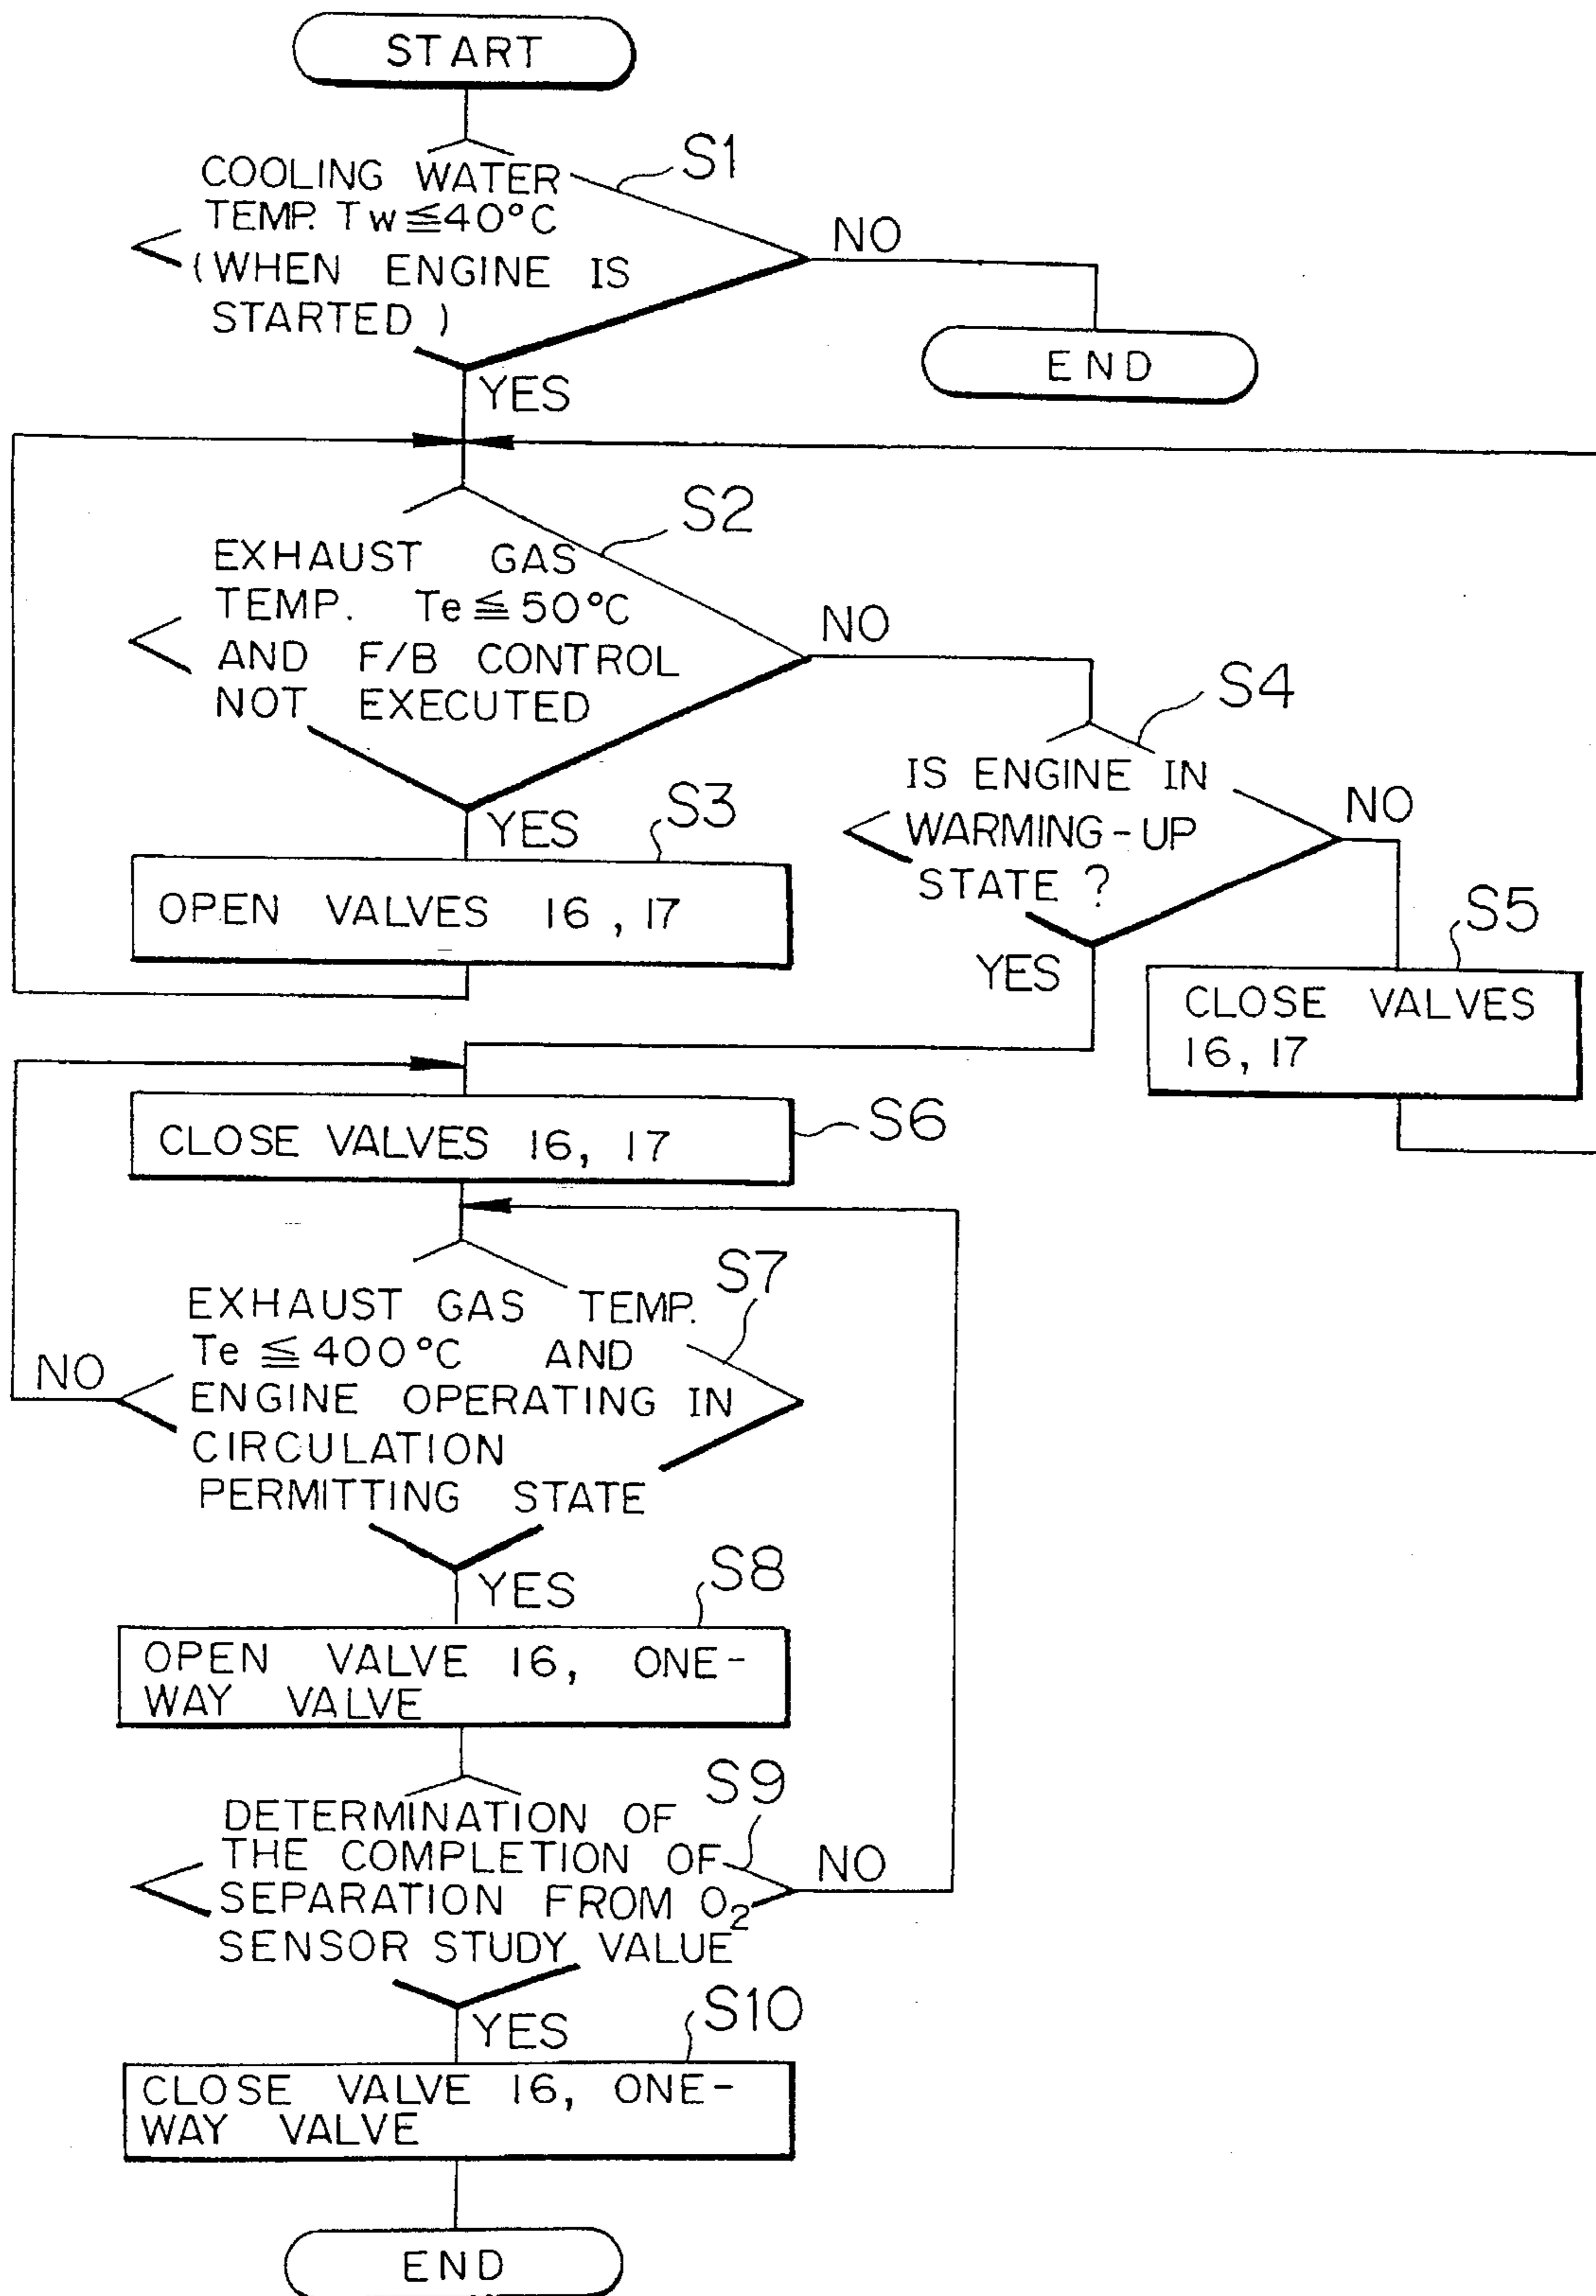 START
S1
COOLING WATER
TEMP. Tw≦40°C
(WHEN ENGINE IS
STARTED)
NO
END
YES
S2
EXHAUST GAS
TEMP. Te≦50°C
AND F/B CONTROL
NOT EXECUTED
NO
YES
S3
OPEN VALVES 16, 17
S4
IS ENGINE IN
WARMING-UP
STATE ?
NO
YES
S5
CLOSE VALVES
16, 17
CLOSE VALVES 16, 17
S6
S7
EXHAUST GAS TEMP.
Te≦400°C AND
ENGINE OPERATING IN
CIRCULATION
PERMITTING STATE
NO
YES
S8
OPEN VALVE 16, ONE-
WAY VALVE
S9
DETERMINATION OF
THE COMPLETION OF
SEPARATION FROM O₂
SENSOR STUDY VALUE
NO
YES
S10
CLOSE VALVE 16, ONE-
WAY VALVE
END